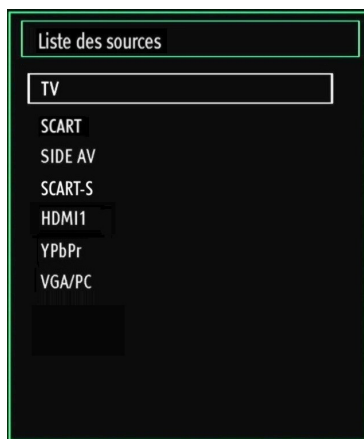 Liste des sources
TV
SCART
SIDE AV
SCART-S
HDMI1
YPbPr
VGA/PC